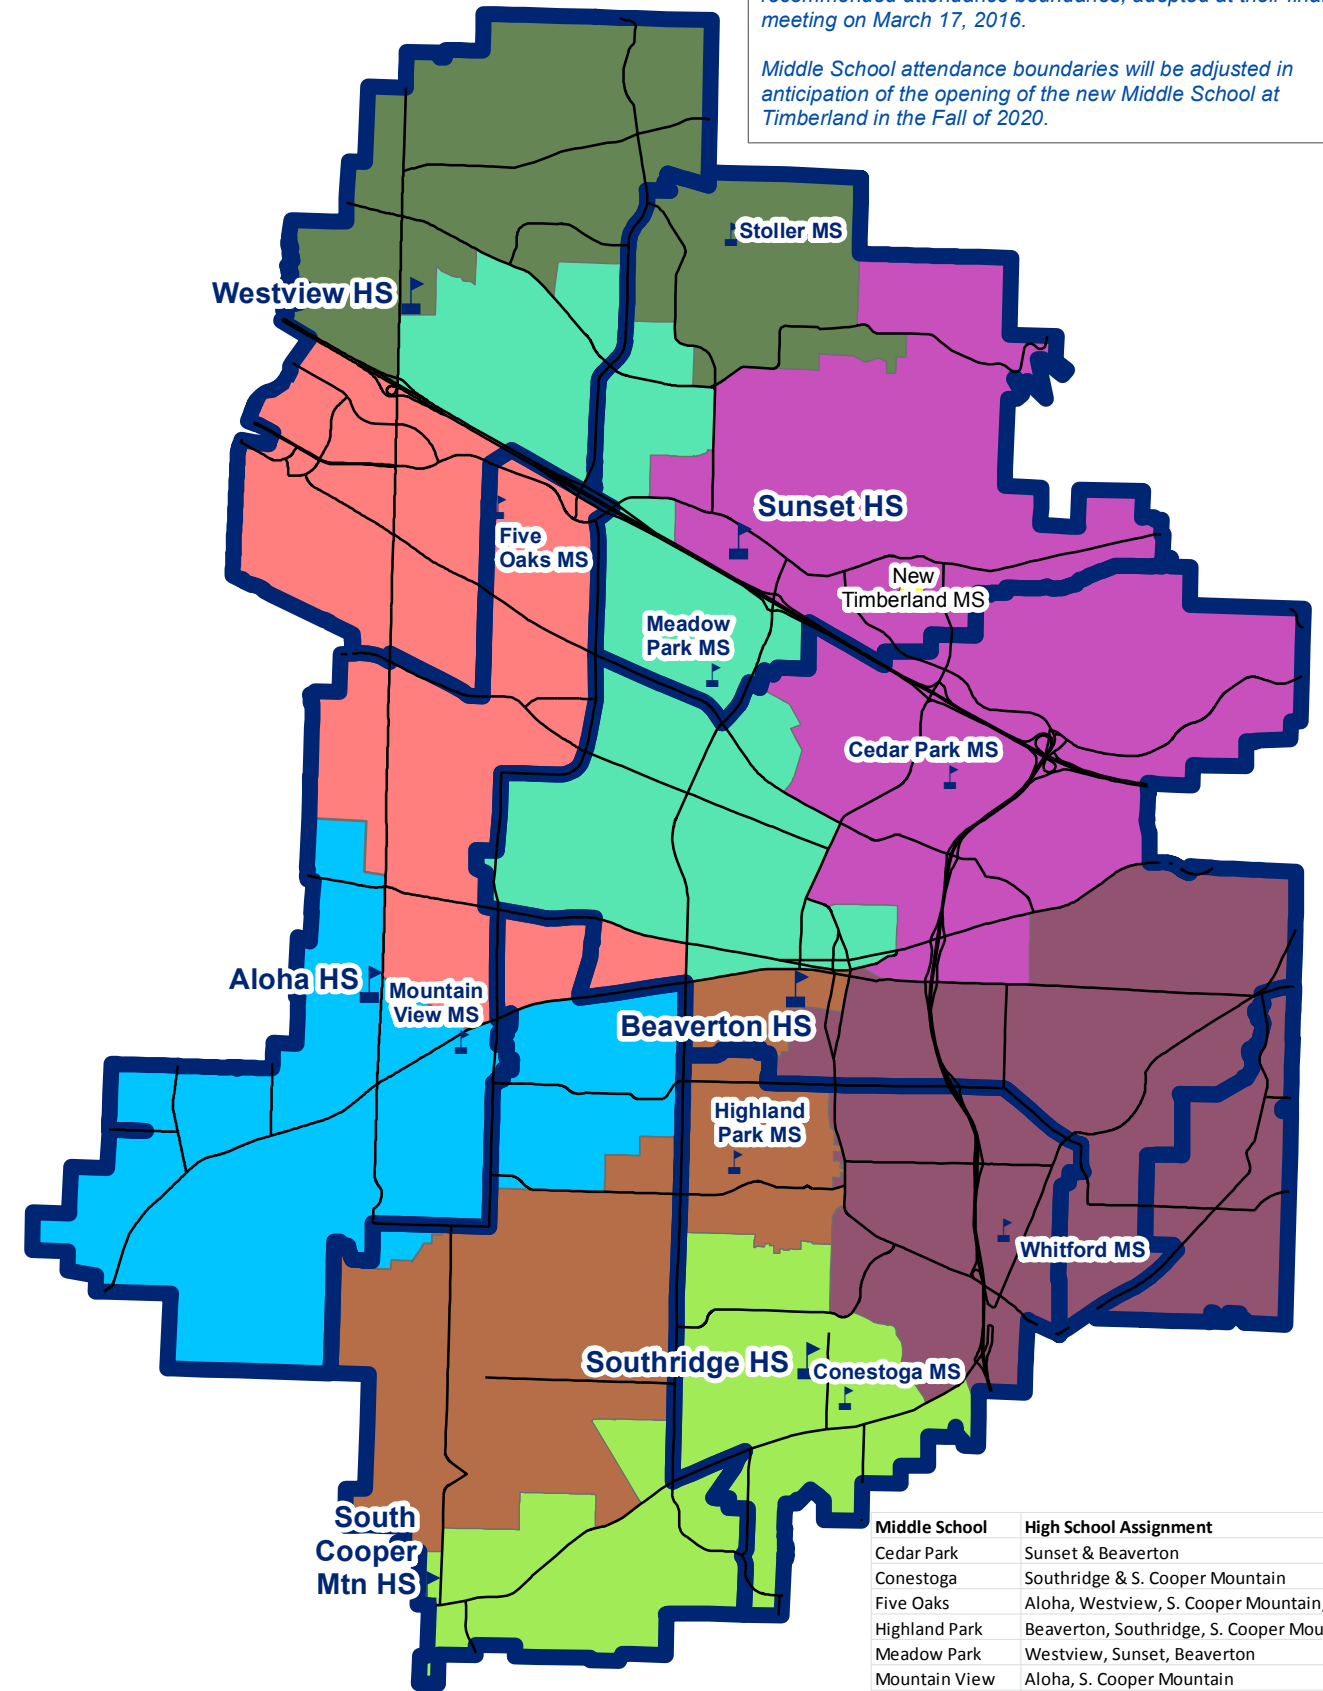 meeting on March 17, 2016.
Middle School attendance boundaries will be adjusted in
anticipation of the opening of the new Middle School at
Timberland in the Fall of 2020.
Stoller MS
Westview HS
Sunset HS
Five
Oaks MS
New
Timberland MS
Meadow
Park MS
Cedar Park MS
Aloha HS
Mountain
View MS
Beaverton HS
Highland
Park MS
Whitford MS
Southridge HS
Conestoga MS
South
Cooper
Mtn HS
Middle School High School Assignment
Cedar Park Sunset & Beaverton
Conestoga Southridge & S. Cooper Mountain
Five Oaks Aloha, Westview, S. Cooper Mountain,
Highland Park Beaverton, Southridge, S. Cooper Mou
Meadow Park Westview, Sunset, Beaverton
Mountain View Aloha, S. Cooper Mountain